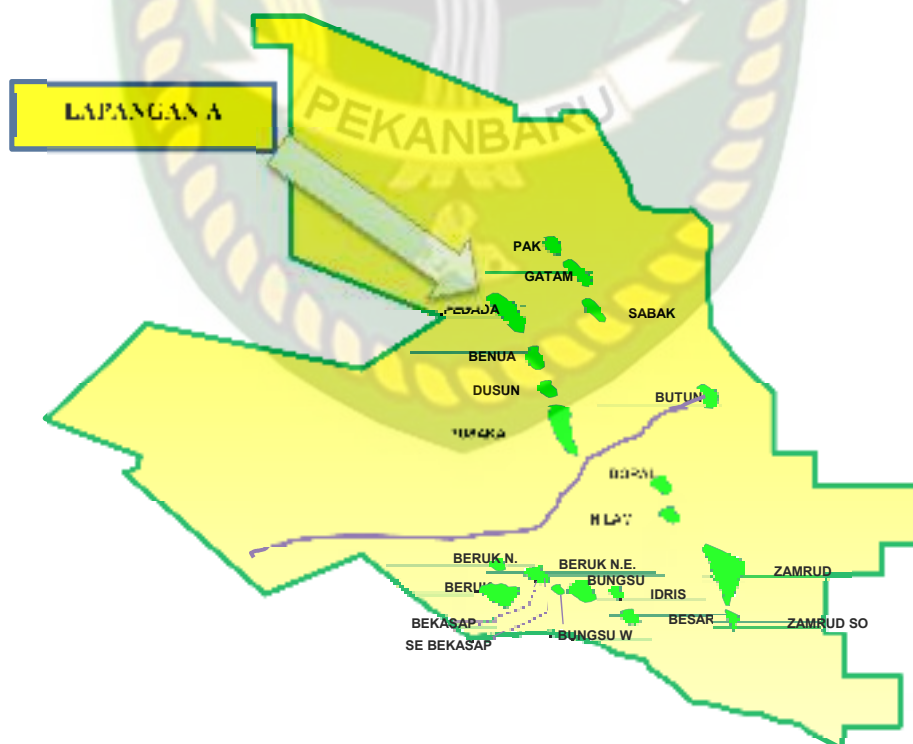 PEKANBARU
LAPANGAN A
PAK
GATAM
PEDADA
SABAK
BENUA
DUSUN
BUTUN
BERUK N.
BERUK N.E.
BUNGSU
ZAMRUD
BERUK
IDRIS
BEKASAP
BESAR
ZAMRUD SO
BUNGSU W
SE BEKASAP